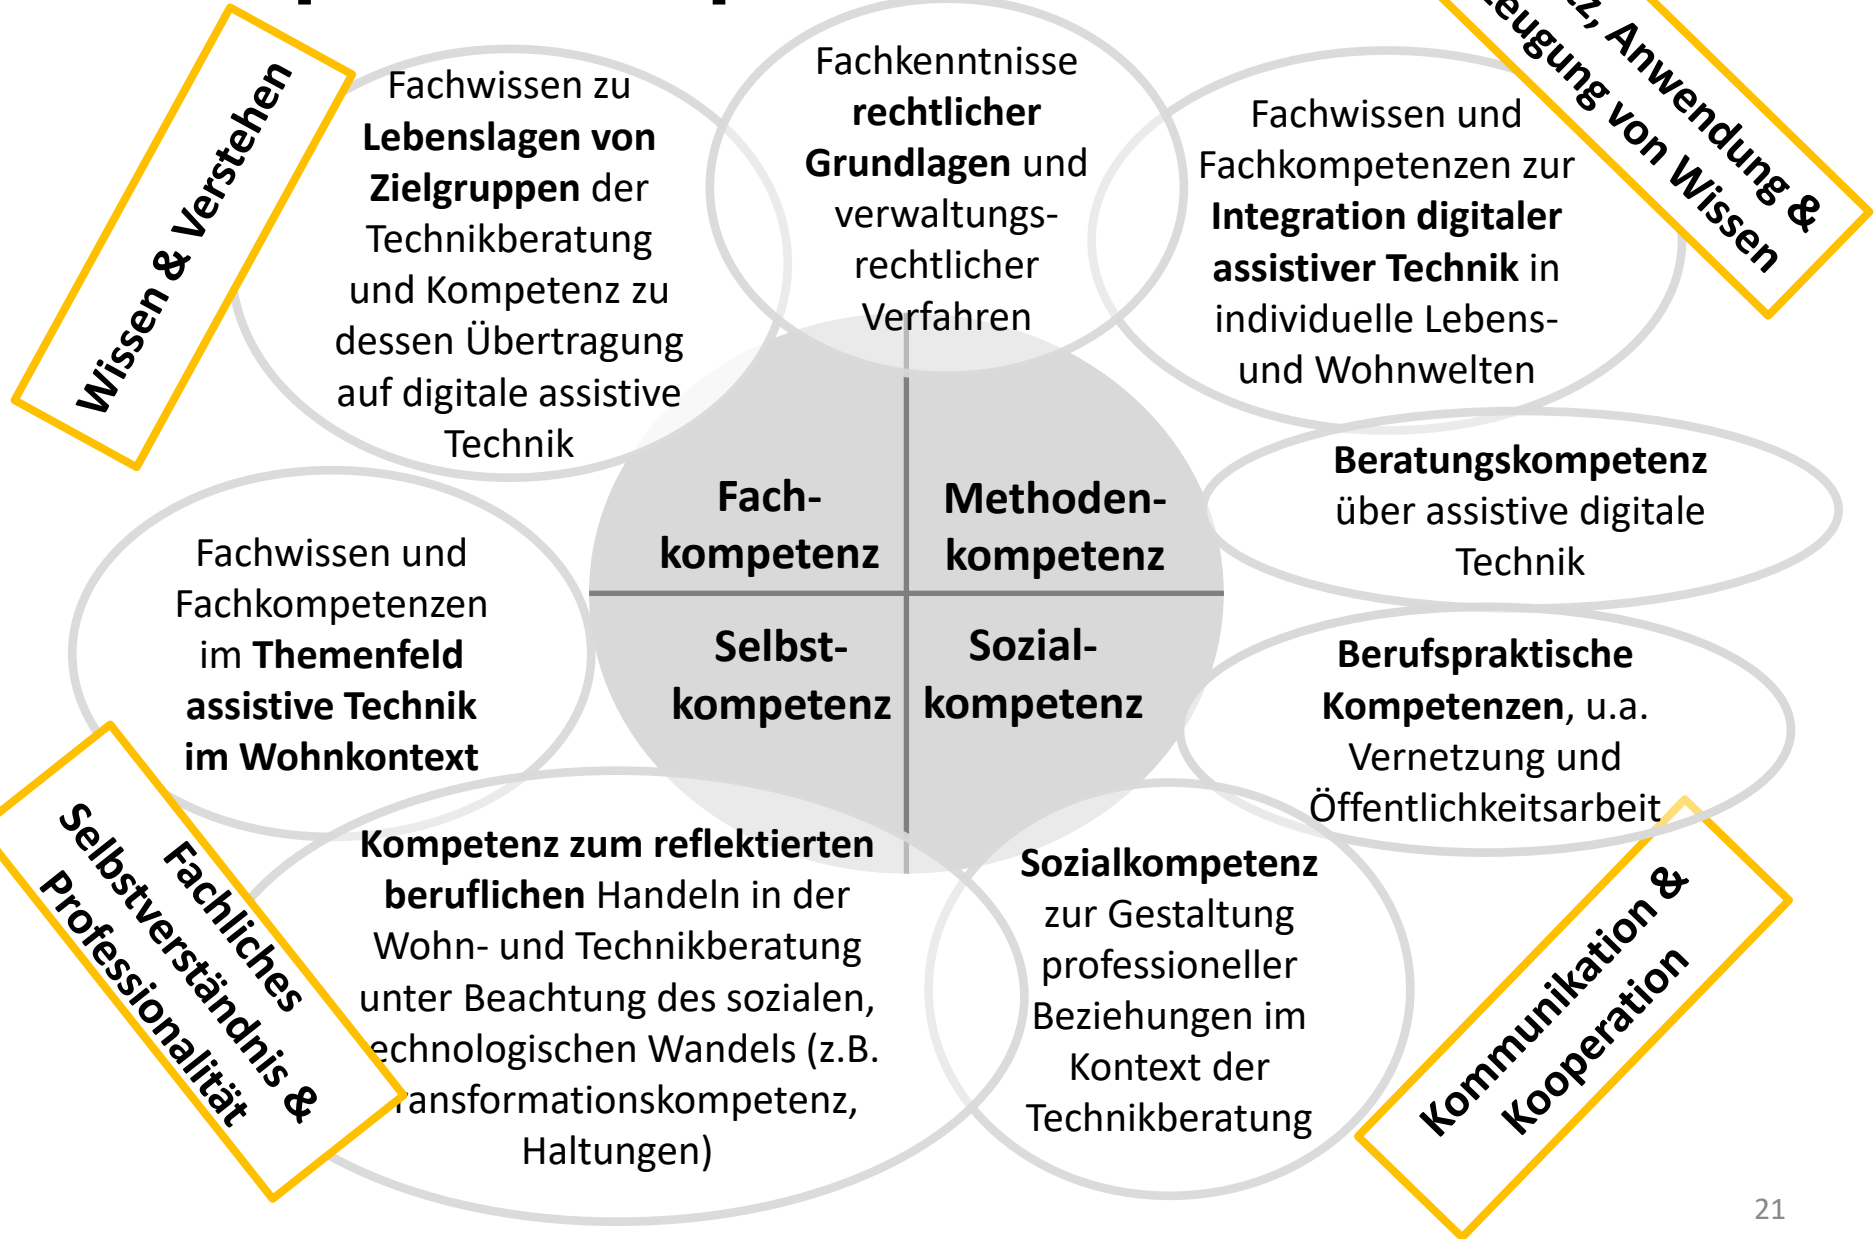 Wissen & Verstehen
Fachwissen zu
Lebenslagen von
Zielgruppen der
Technikberatung
und Kompetenz zu
dessen Übertragung
auf digitale assistive
Technik
Fachkenntnisse
rechtlicher
Grundlagen und
verwaltungs-
rechtlicher
Verfahren
Fachwissen und
Fachkompetenzen zur
Integration digitaler
assistiver Technik in
individuelle Lebens-
und Wohnwelten
Anwendung &
von Wissen
Fach-
kompetenz
Methoden-
kompetenz
Selbst-
kompetenz
Sozial-
kompetenz
Beratungskompetenz
über assistive digitale
Technik
Fachwissen und
Fachkompetenzen
im Themenfeld
assistive Technik
im Wohnkontext
Berufspraktische
Kompetenzen, u.a.
Vernetzung und
Öffentlichkeitsarbeit
Fachliches
Selbstverständnis &
Professionalität
Kompetenz zum reflektierten
beruflichen Handeln in der
Wohn- und Technikberatung
unter Beachtung des sozialen,
echnologischen Wandels (z.B.
ransformationskompetenz,
Haltungen)
Sozialkompetenz
zur Gestaltung
professioneller
Beziehungen im
Kontext der
Technikberatung
Kommunikation &
Kooperation
21